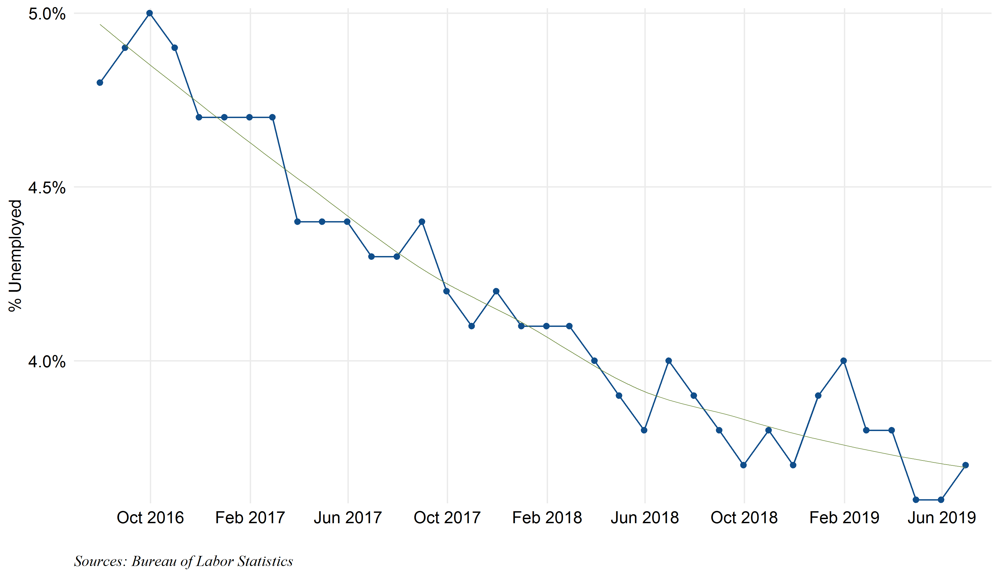 5.0%
4.5%
4.0%
% Unemployed
Oct 2016 Feb 2017 Jun 2017 Oct 2017 Feb 2018 Jun 2018 Oct 2018 Feb 2019 Jun 2019
Sources: Bureau of Labor Statistics